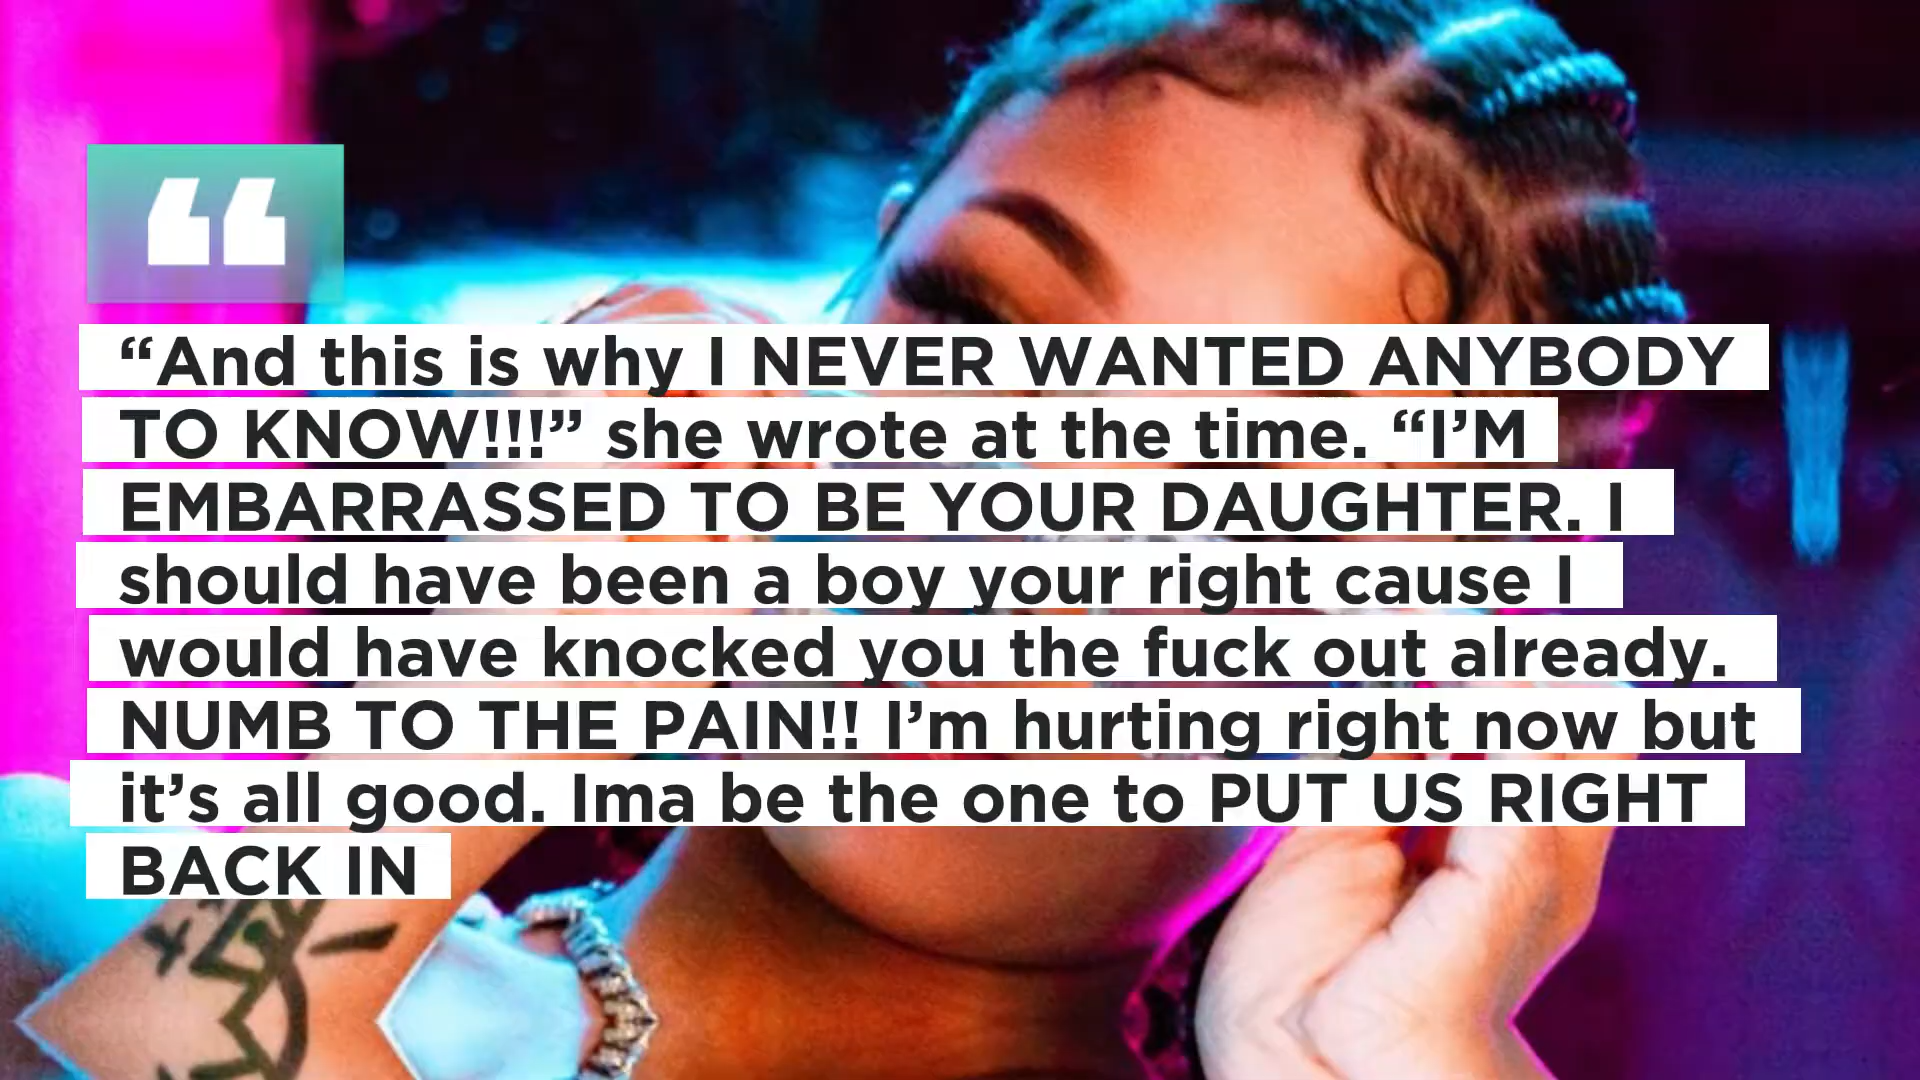 “And this is why I NEVER WANTED ANYBODY
TO KNOW!!!” she wrote at the time. “I’M
EMBARRASSED TO BE YOUR DAUGHTER. I
should have been a boy your right cause I
would have knocked you the fuck out already.
NUMB TO THE PAIN!! I’m hurting right now but
it’s all good. Ima be the one to PUT US RIGHT
BACK IN